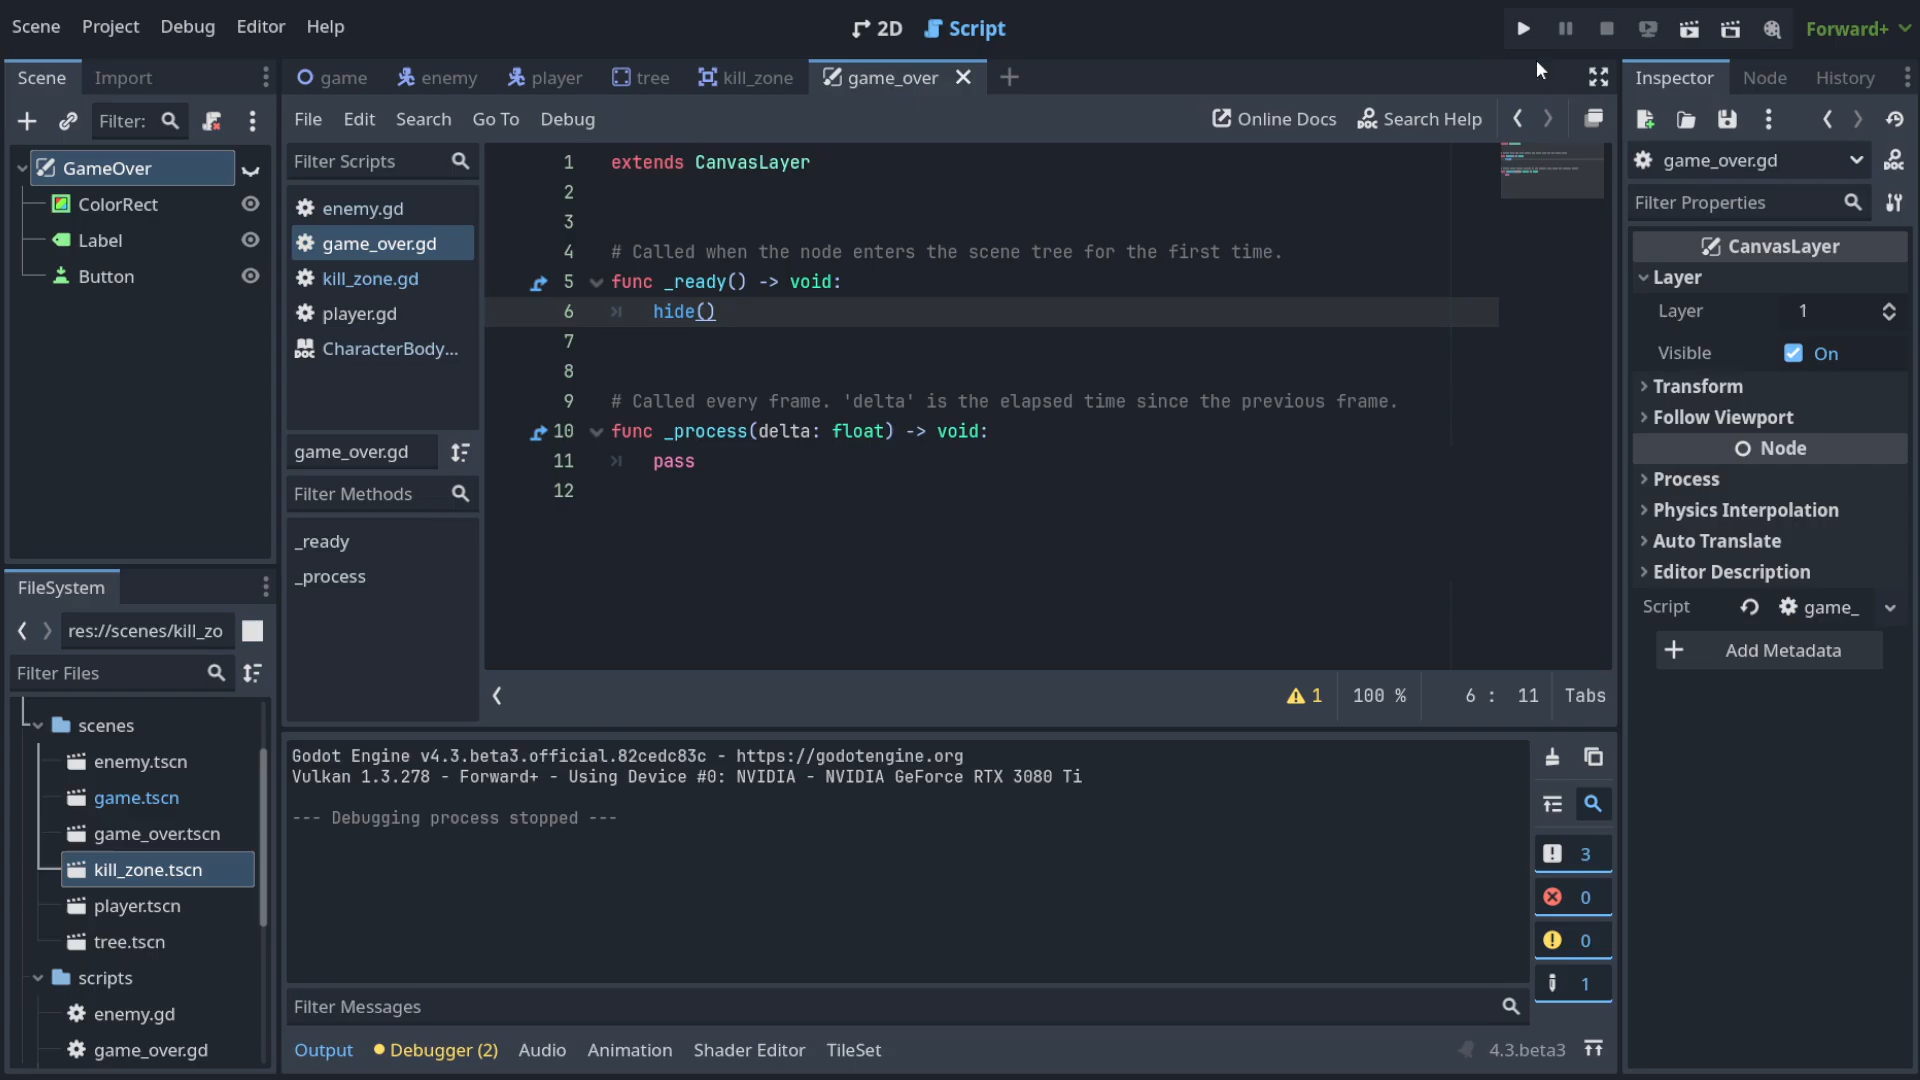 Scene Project Debug Editor Help
2D Script
Forward+
Scene Import
Filter:
GameOver
ColorRect
Label
Button
game enemy player tree kill_zone game_over
File Edit Search Go To Debug
Online Docs Search Help
Filter Scripts
enemy.gd
game_over.gd
kill_zone.gd
player.gd
CharacterBody...
game_over.gd
Filter Methods
_ready
_process
1 extends CanvasLayer
2
3
4 # Called when the node enters the scene tree for the first time.
5 func _ready() -> void:
6 hide()
7
8
9 # Called every frame. 'delta' is the elapsed time since the previous frame.
10 func _process(delta: float) -> void:
11 pass
12
1 100 % 6 : 11 Tabs
Inspector Node History
game_over.gd
Filter Properties
CanvasLayer
Layer
Layer 1
Visible On
Transform
Follow Viewport
Node
Process
Physics Interpolation
Auto Translate
Editor Description
Script game_
Add Metadata
FileSystem
res://scenes/kill_zo
Filter Files
scenes
enemy.tscn
game.tscn
game_over.tscn
kill_zone.tscn
player.tscn
tree.tscn
scripts
enemy.gd
game_over.gd
Godot Engine v4.3.beta3.official.82cedc83c - https://godotengine.org
Vulkan 1.3.278 - Forward+ - Using Device #0: NVIDIA - NVIDIA GeForce RTX 3080 Ti
--- Debugging process stopped ---
3
0
0
1
Filter Messages
Output Debugger (2) Audio Animation Shader Editor TileSet
4.3.beta3